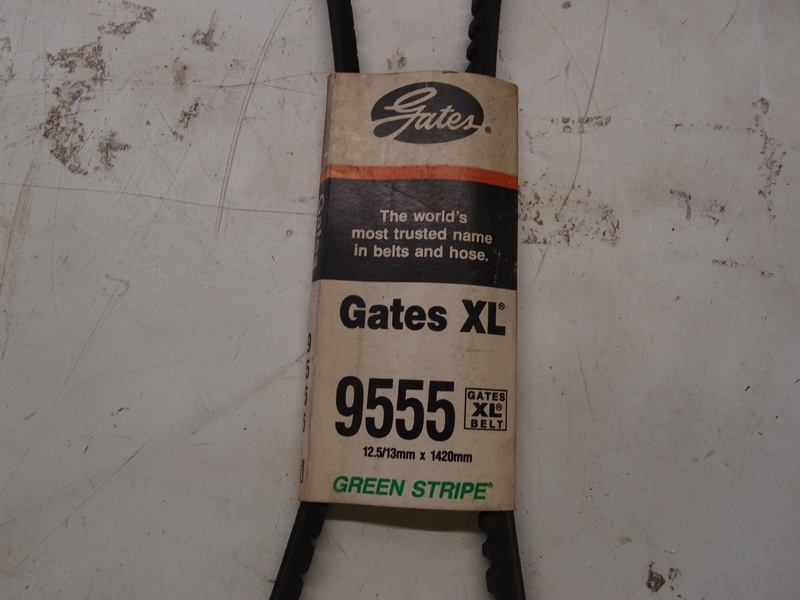 Gates®
The world's
most trusted name
in belts and hose.
Gates XL®
9555
GATES
XL®
BELT
12.5/13mm x 1420mm
GREEN STRIPE®
9555